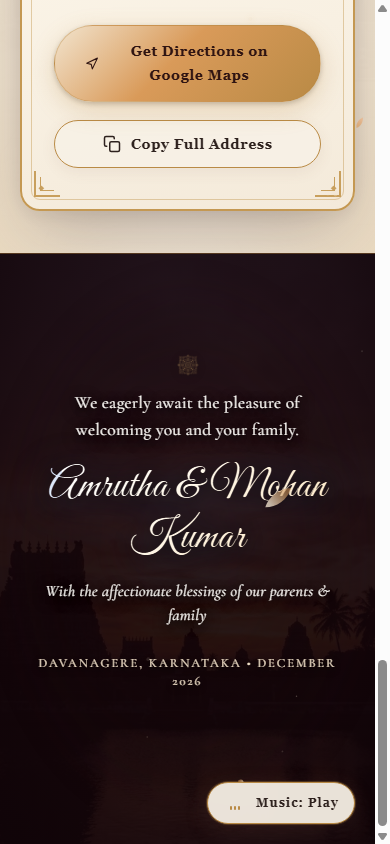 Get Directions on
Google Maps
Copy Full Address
We eagerly await the pleasure of
welcoming you and your family.
Amrutha & Mohan
Kumar
With the affectionate blessings of our parents &
family
DAVANAGERE, KARNATAKA • DECEMBER
2026
Music: Play